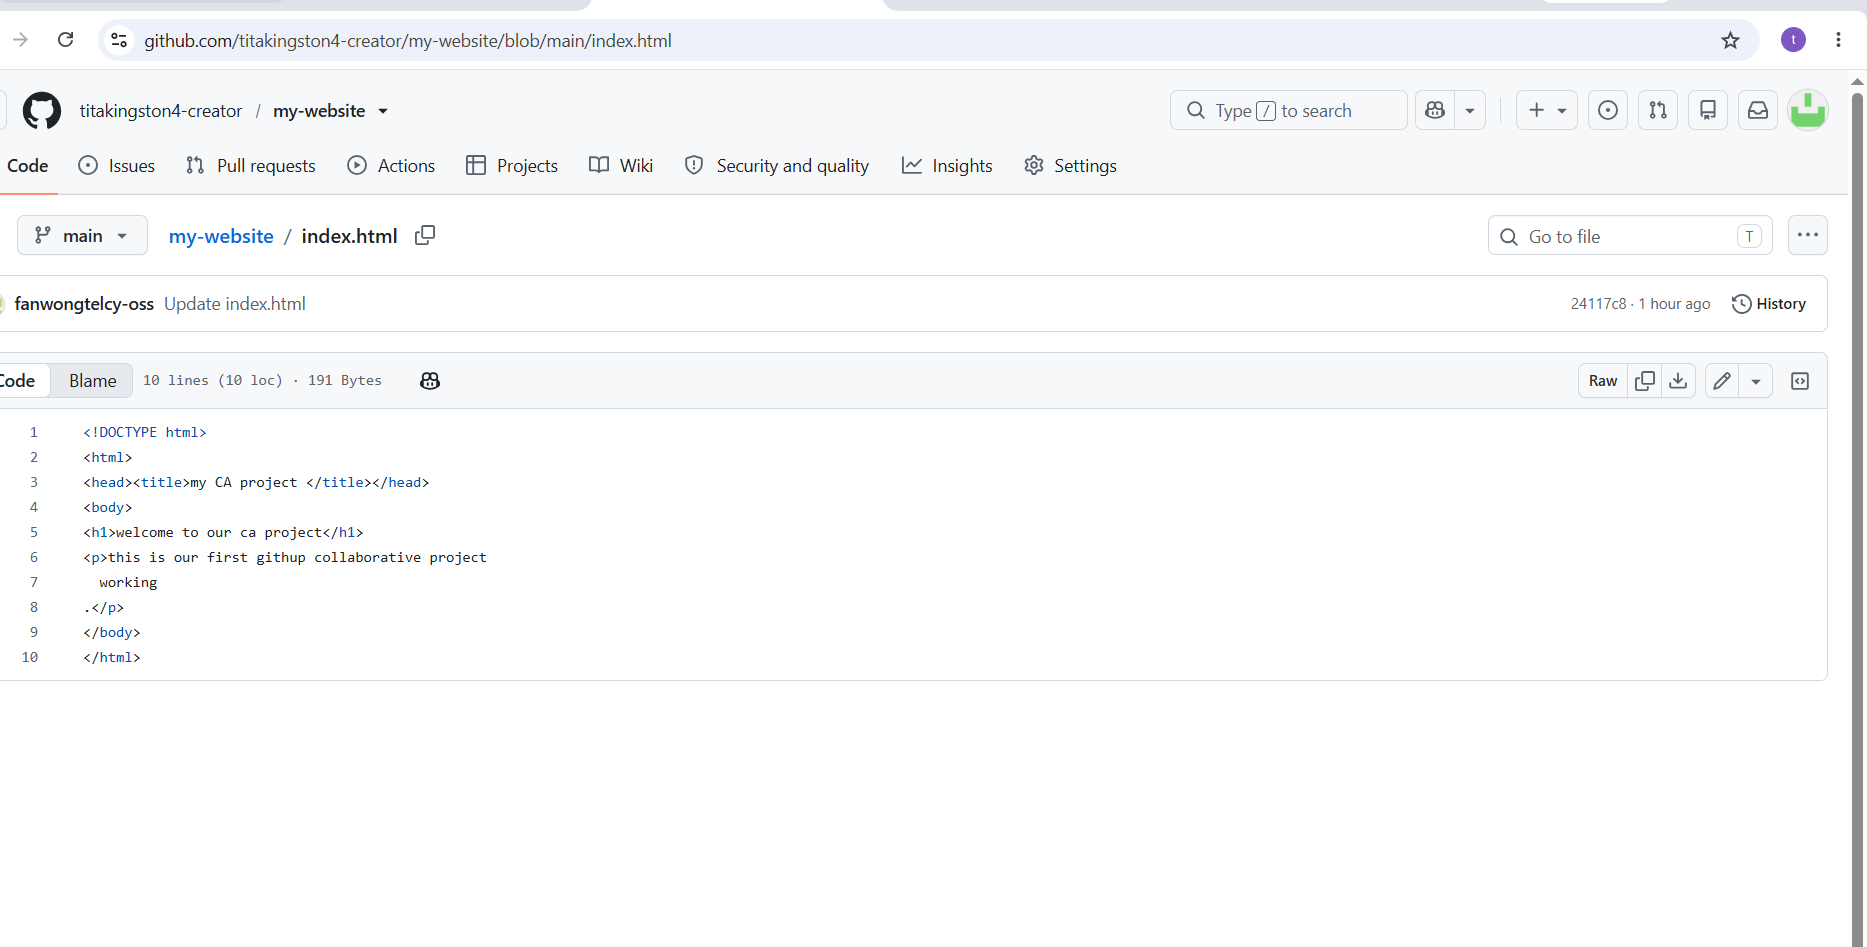 github.com/titakingston4-creator/my-website/blob/main/index.html
t
titakingston4-creator / my-website
Type / to search
Code Issues Pull requests Actions Projects Wiki Security and quality Insights Settings
main
my-website / index.html
Go to file T
fanwongtelcy-oss Update index.html
24117c8 · 1 hour ago History
Code Blame 10 lines (10 loc) · 191 Bytes
Raw
1 <!DOCTYPE html>
2 <html>
3 <head><title>my CA project </title></head>
4 <body>
5 <h1>welcome to our ca project</h1>
6 <p>this is our first githup collaborative project
7 working
8 .</p>
9 </body>
10 </html>